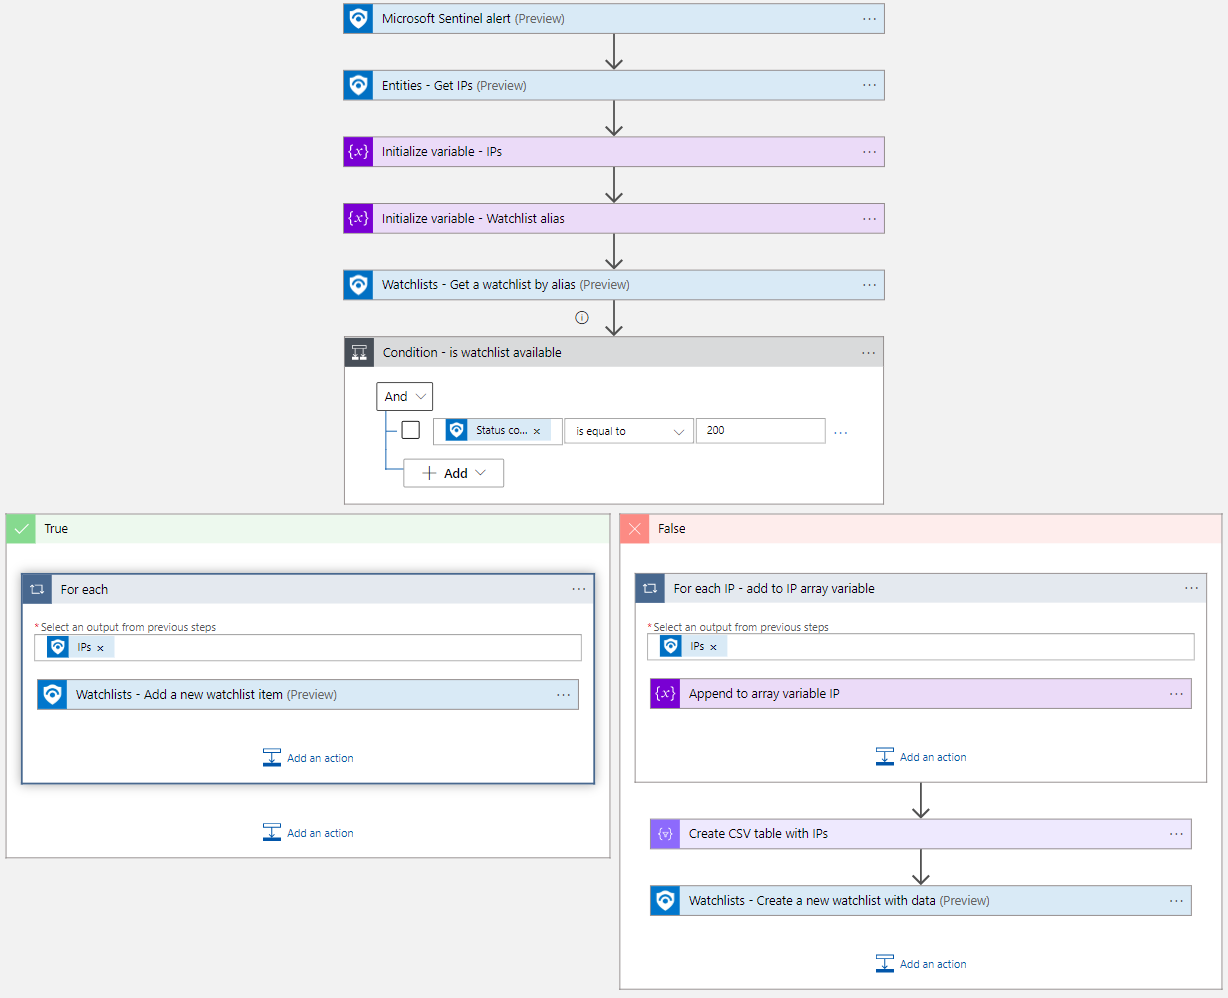 Microsoft Sentinel alert (Preview)
Entities - Get IPs (Preview)
{x} Initialize variable - IPs
{x} Initialize variable - Watchlist alias
Watchlists - Get a watchlist by alias (Preview)
Condition - is watchlist available
And
Status co... × is equal to 200
Add
True
For each
* Select an output from previous steps
IPs ×
Watchlists - Add a new watchlist item (Preview)
Add an action
Add an action
False
For each IP - add to IP array variable
* Select an output from previous steps
IPs ×
{x} Append to array variable IP
Add an action
Create CSV table with IPs
Watchlists - Create a new watchlist with data (Preview)
Add an action